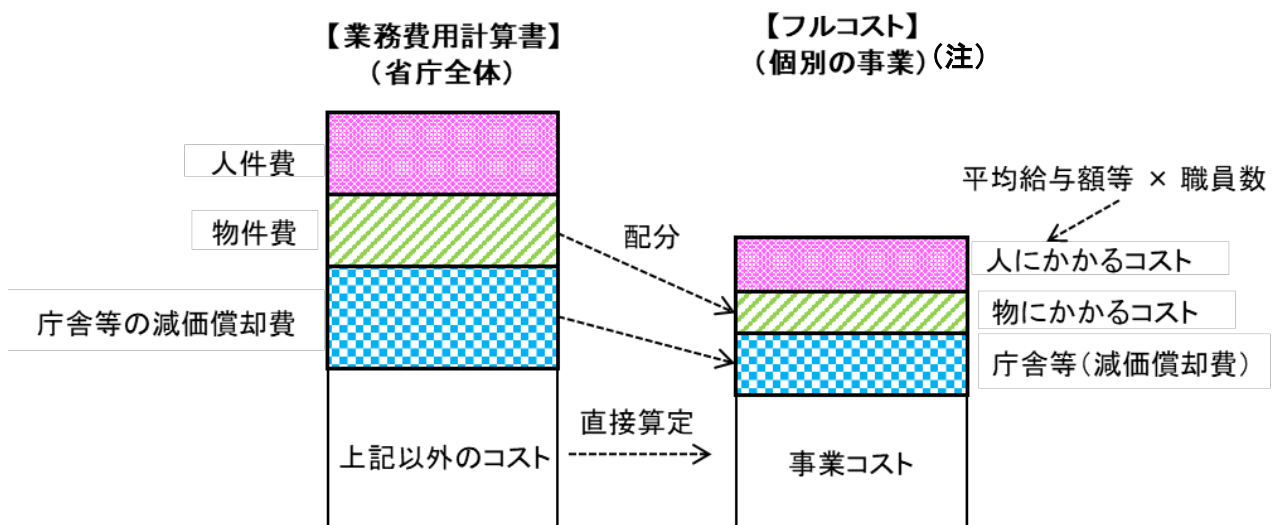 【業務費用計算書】
(省庁全体)
【フルコスト】
(個別の事業)(注)
人件費
物件費
庁舎等の減価償却費
上記以外のコスト
配分
直接算定
平均給与額等 × 職員数
人にかかるコスト
物にかかるコスト
庁舎等(減価償却費)
事業コスト